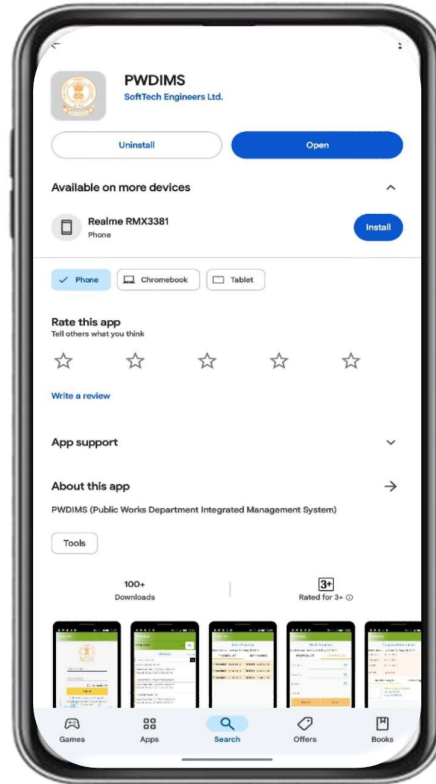 PWDIMS
SoftTech Engineers Ltd.
Uninstall
Open
Available on more devices
Realme RMX3381
Phone
Install
Phone
Chromebook
Tablet
Rate this app
Tell others what you think
Write a review
App support
About this app
PWDIMS (Public Works Department Integrated Management System)
Tools
100+
Downloads
3+
Rated for 3+
Games
Apps
Search
Offers
Books